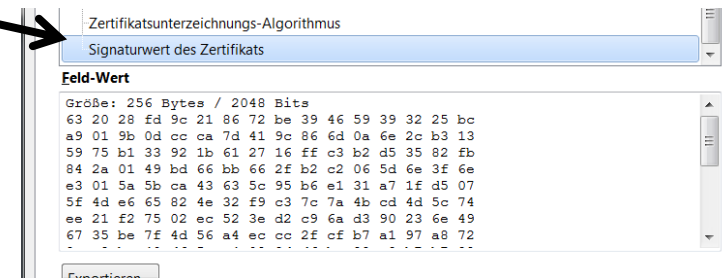 Zertifikatsunterzeichnungs-Algorithmus
Signaturwert des Zertifikats
Feld-Wert
Größe: 256 Bytes / 2048 Bits
63 20 28 fd 9c 21 86 72 be 39 46 59 39 32 25 bc
a9 01 9b 0d cc ca 7d 41 9c 86 6d 0a 6e 2c b3 13
59 75 b1 33 92 1b 61 27 16 ff c3 b2 d5 35 82 fb
84 2a 01 49 bd 66 bb 66 2f b2 c2 06 5d 6e 3f 6e
e3 01 5a 5b ca 43 63 5c 95 b6 e1 31 a7 1f d5 07
5f 4d e6 65 82 4e 32 f9 c3 7c 7a 4b cd 4d 5c 74
ee 21 f2 75 02 ec 52 3e d2 c9 6a d3 90 23 6e 49
67 35 be 7f 4d 56 a4 ec cc 2f cf b7 a1 97 a8 72
Exportieren